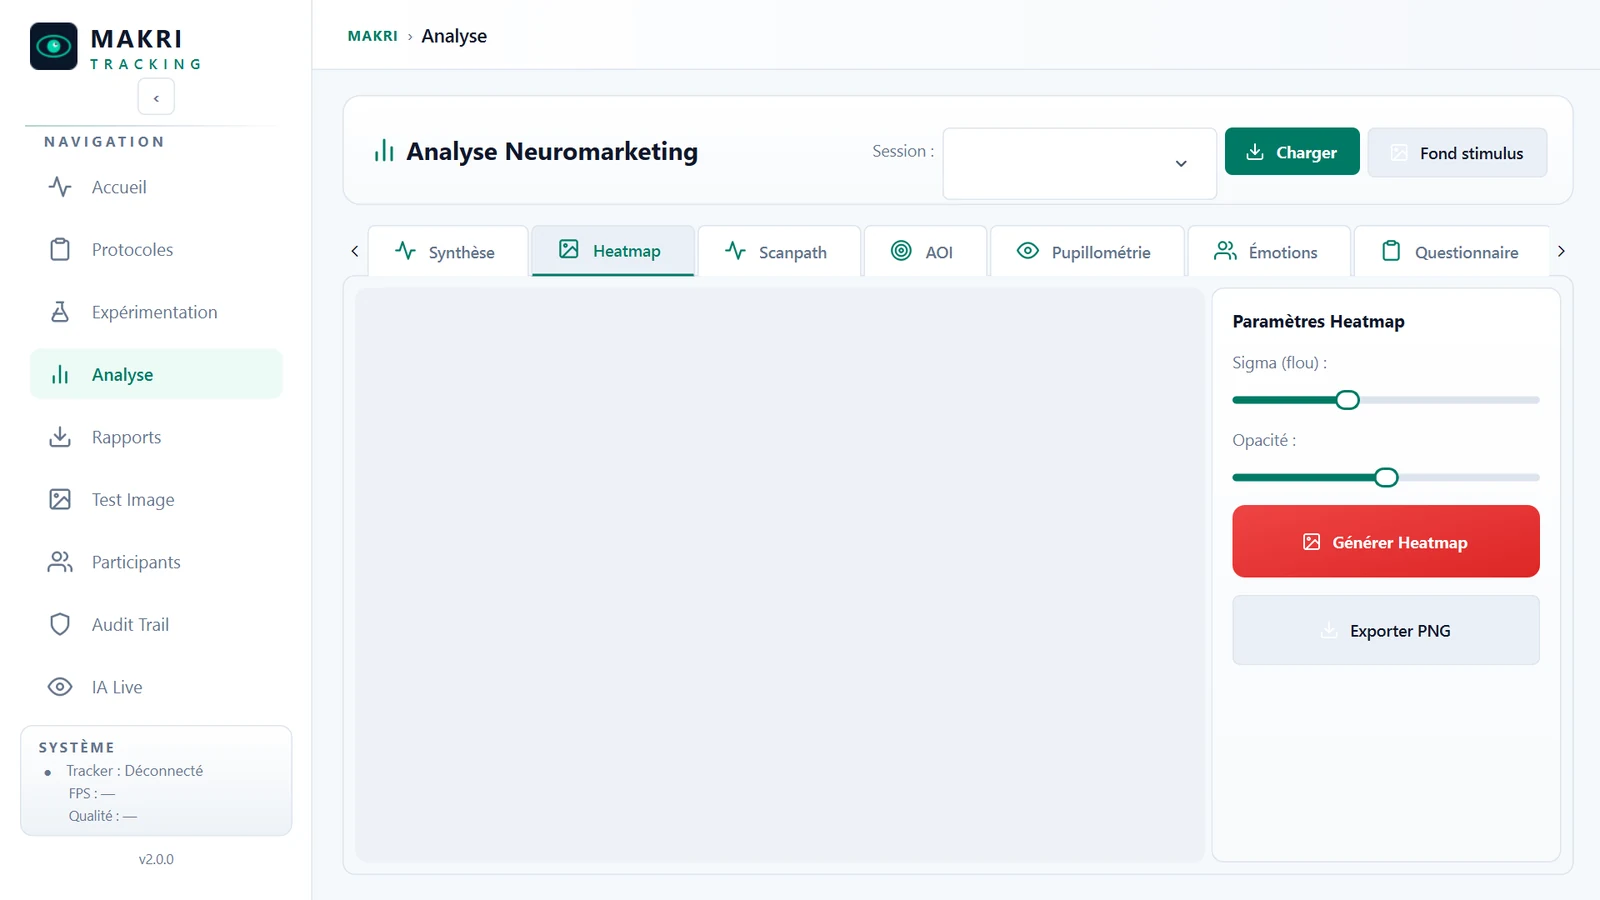 MAKRI
TRACKING
‹
NAVIGATION
Accueil
Protocoles
Expérimentation
Analyse
Rapports
Test Image
Participants
Audit Trail
IA Live
SYSTÈME
Tracker : Déconnecté
FPS : —
Qualité : —
v2.0.0
MAKRI › Analyse
Analyse Neuromarketing
Session :
Charger
Fond stimulus
Synthèse
Heatmap
Scanpath
AOI
Pupillométrie
Émotions
Questionnaire
Paramètres Heatmap
Sigma (flou) :
Opacité :
Générer Heatmap
Exporter PNG